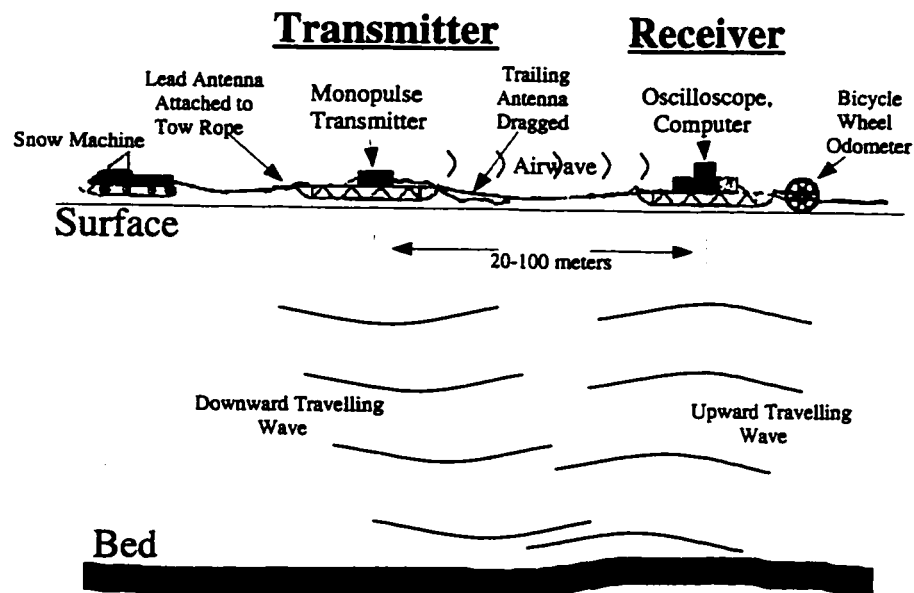 Transmitter
Receiver
Lead Antenna
Attached to
Tow Rope
Monopulse
Transmitter
Trailing
Antenna
Dragged
Oscilloscope,
Computer
Bicycle
Wheel
Odometer
Snow Machine
Airwave
Surface
20-100 meters
Downward Travelling
Wave
Upward Travelling
Wave
Bed